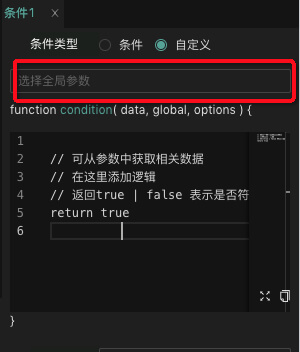 条件1 ×
条件类型 条件 自定义
选择全局参数
function condition( data, global, options ) {
1
2 // 可从参数中获取相关数据
3 // 在这里添加逻辑
4 // 返回true | false 表示是否符
5 return true
6
}